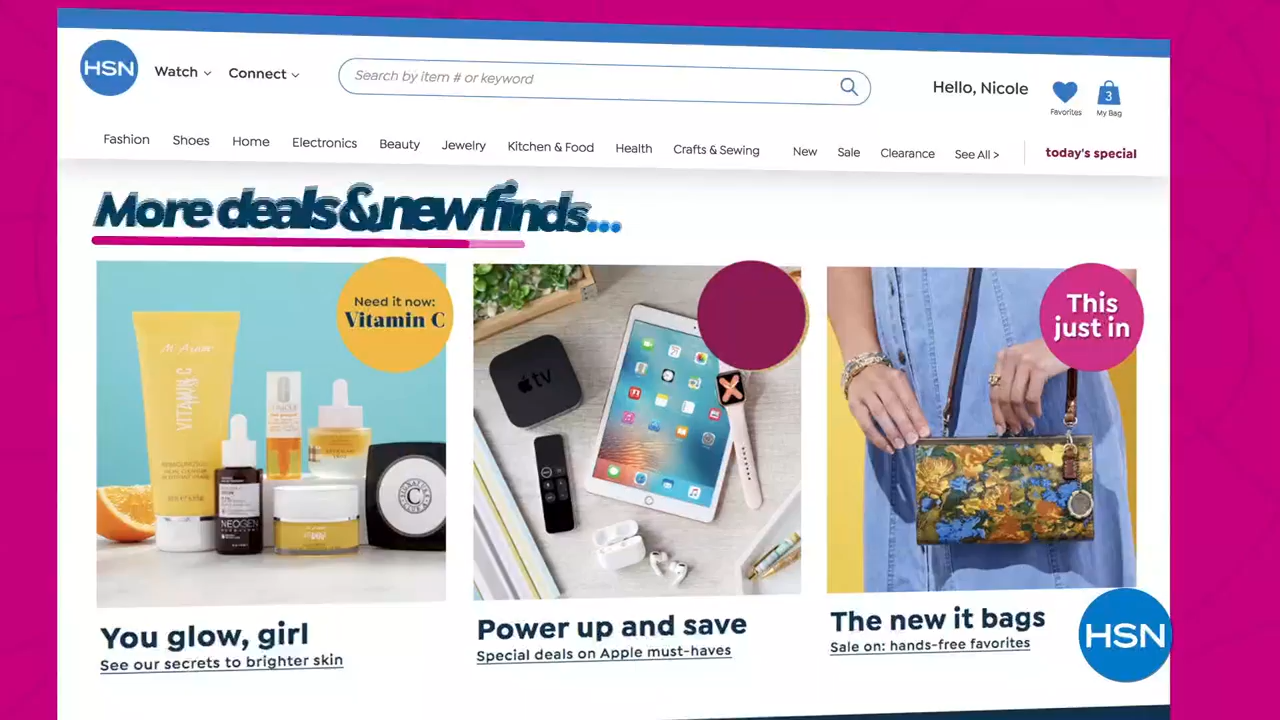 HSN
Watch
Connect
Search by item # or keyword
Hello, Nicole
Favorites
3
My Bag
Fashion
Shoes
Home
Electronics
Beauty
Jewelry
Kitchen & Food
Health
Crafts & Sewing
New
Sale
Clearance
See All >
today's special
More deals & new finds...
Need it now:
Vitamin C
VITAMIN C
NEOGEN
C
tv
This
just in
You glow, girl
See our secrets to brighter skin
Power up and save
Special deals on Apple must-haves
The new it bags
Sale on: hands-free favorites
HSN